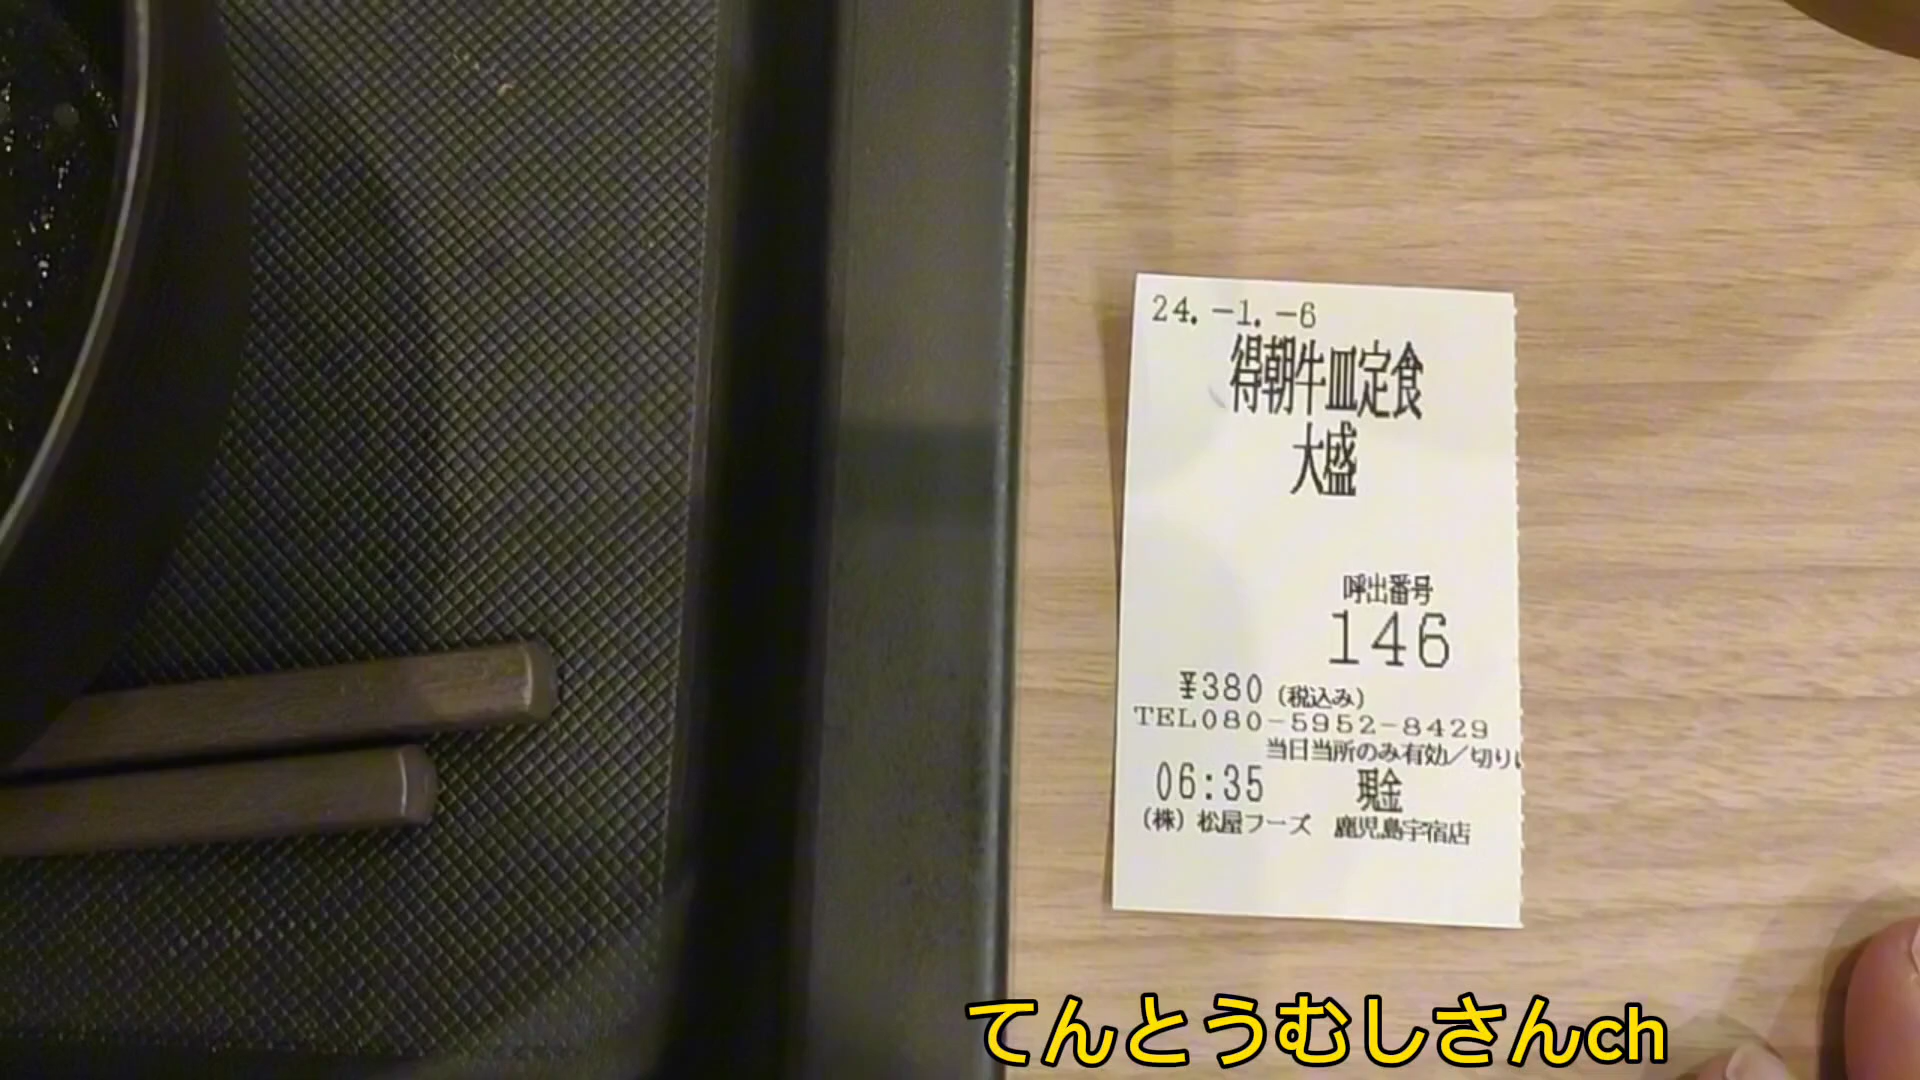 24.-1.-6
得朝牛皿定食
大盛
呼出番号
146
¥380(税込み)
TEL080-5952-8429
当日当所のみ有効/切り
06:35 現金
(株)松屋フーズ 鹿児島宇宿店
てんとうむしさんch